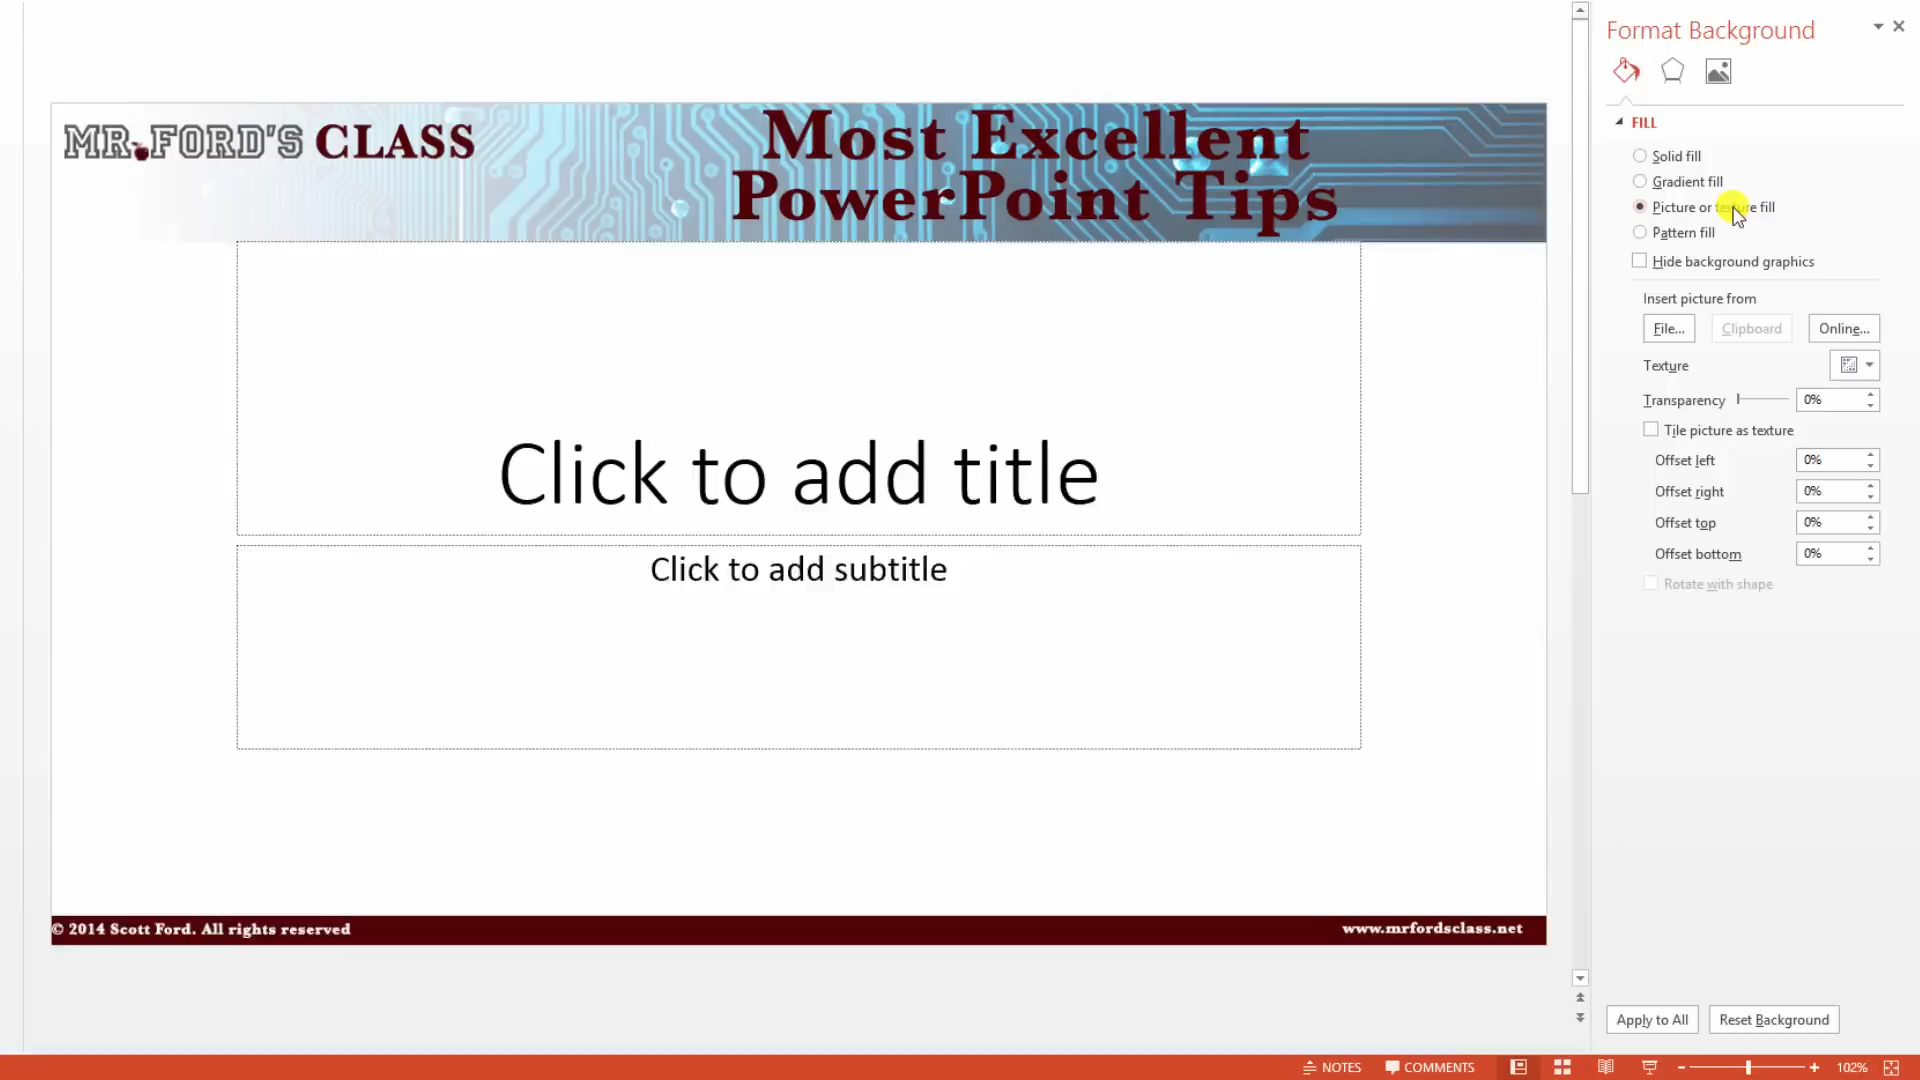 Format Background
MR. FORD'S CLASS
Most Excellent
PowerPoint Tips
Click to add title
Click to add subtitle
© 2014 Scott Ford. All rights reserved
www.mrfordsclass.net
FILL
Solid fill
Gradient fill
Picture or texture fill
Pattern fill
Hide background graphics
Insert picture from
File... Clipboard Online...
Texture
Transparency 0%
Tile picture as texture
Offset left 0%
Offset right 0%
Offset top 0%
Offset bottom 0%
Rotate with shape
Apply to All Reset Background
NOTES COMMENTS 102%